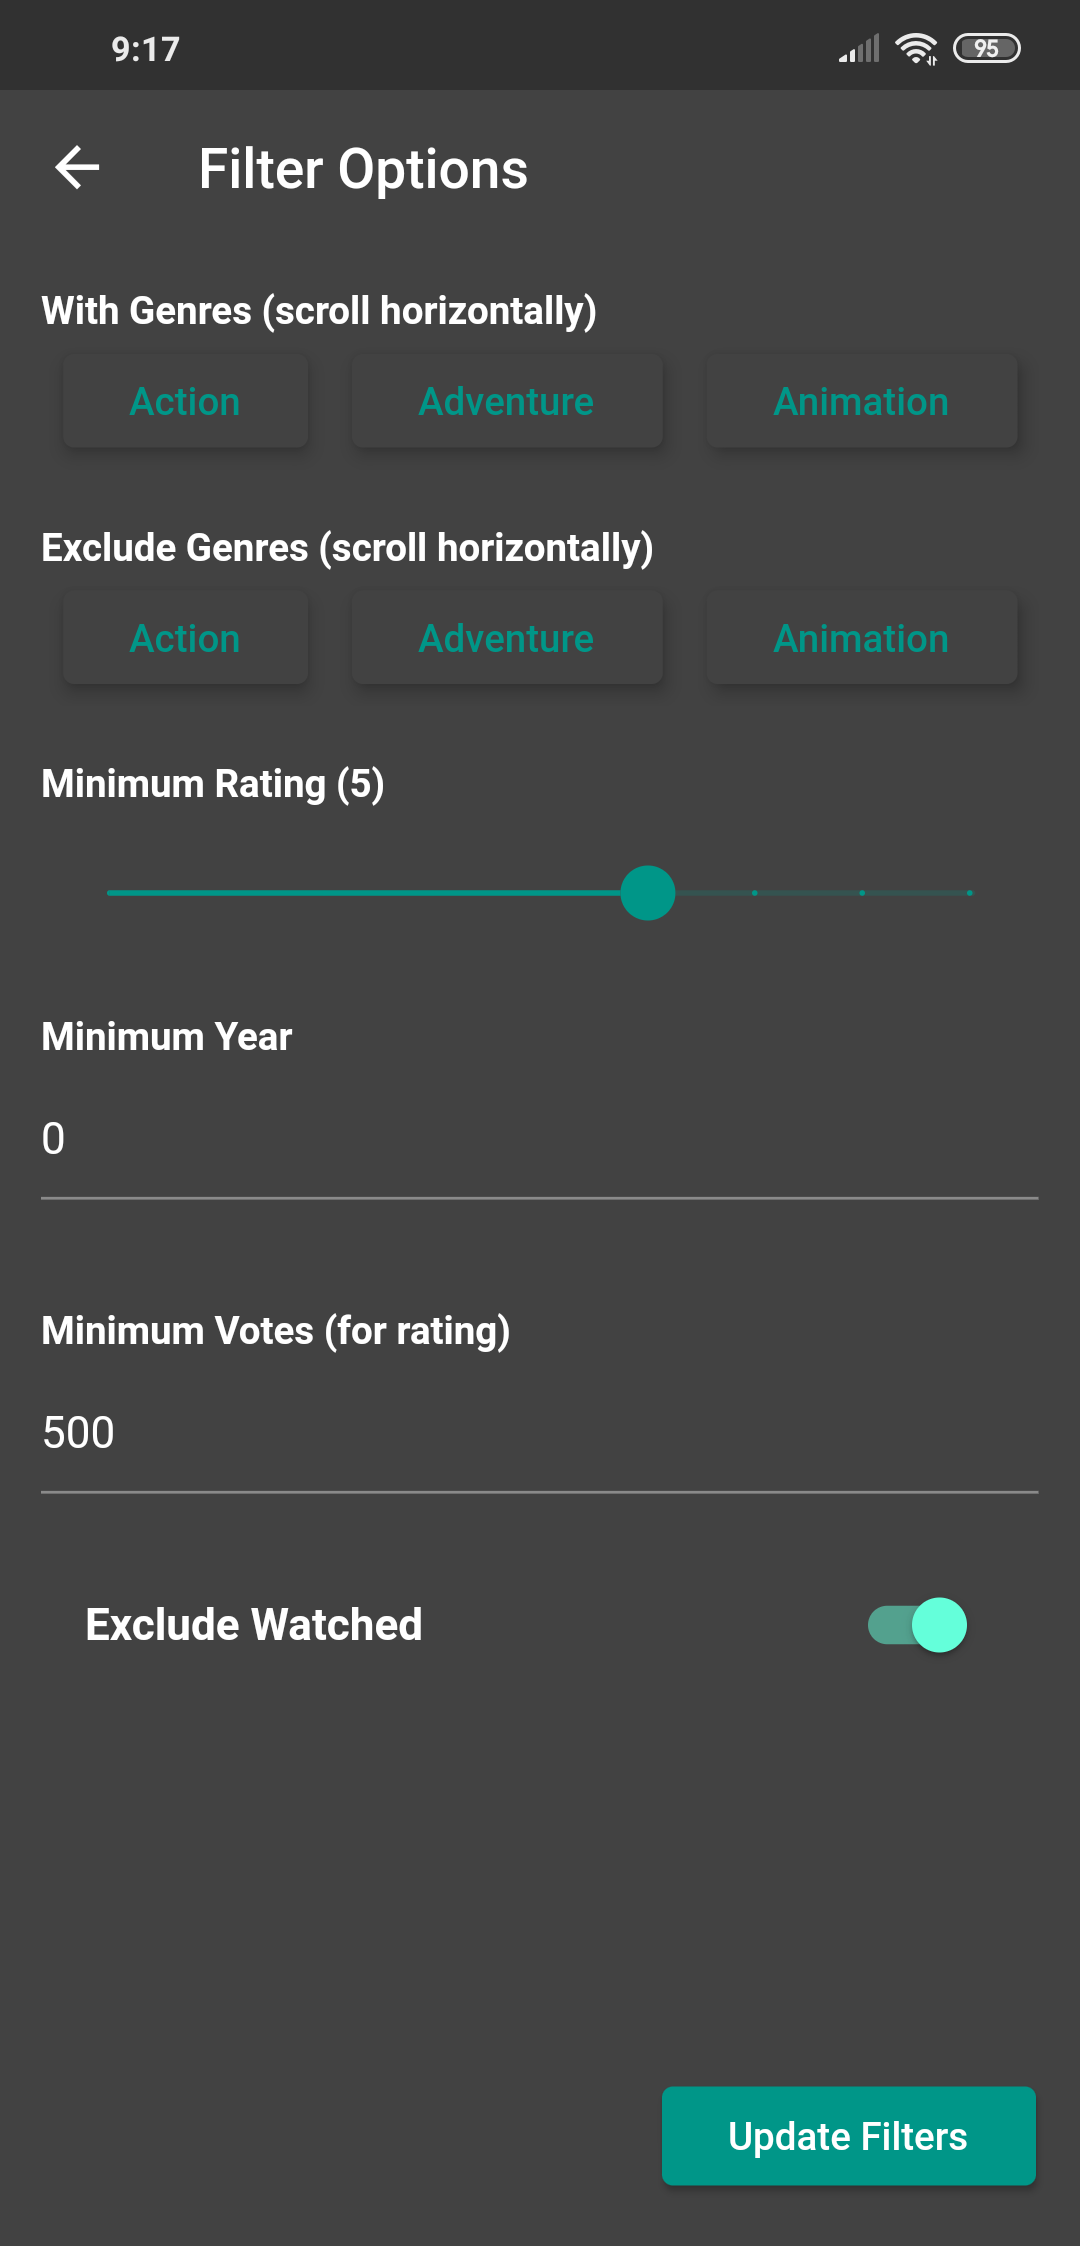 9:17
95
Filter Options
With Genres (scroll horizontally)
Action Adventure Animation
Exclude Genres (scroll horizontally)
Action Adventure Animation
Minimum Rating (5)
Minimum Year
0
Minimum Votes (for rating)
500
Exclude Watched
Update Filters